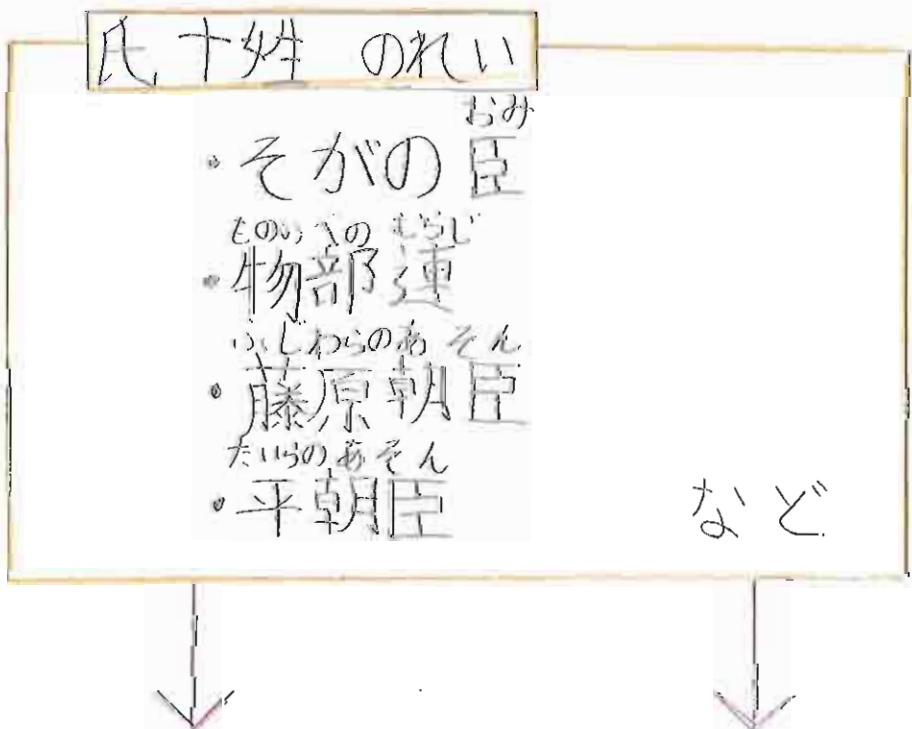 氏+姓 のれい
おみ
・そがの臣
もののべの むらじ
・物部連
ふじわらのあそん
・藤原朝臣
たいらのあそん
・平朝臣
など